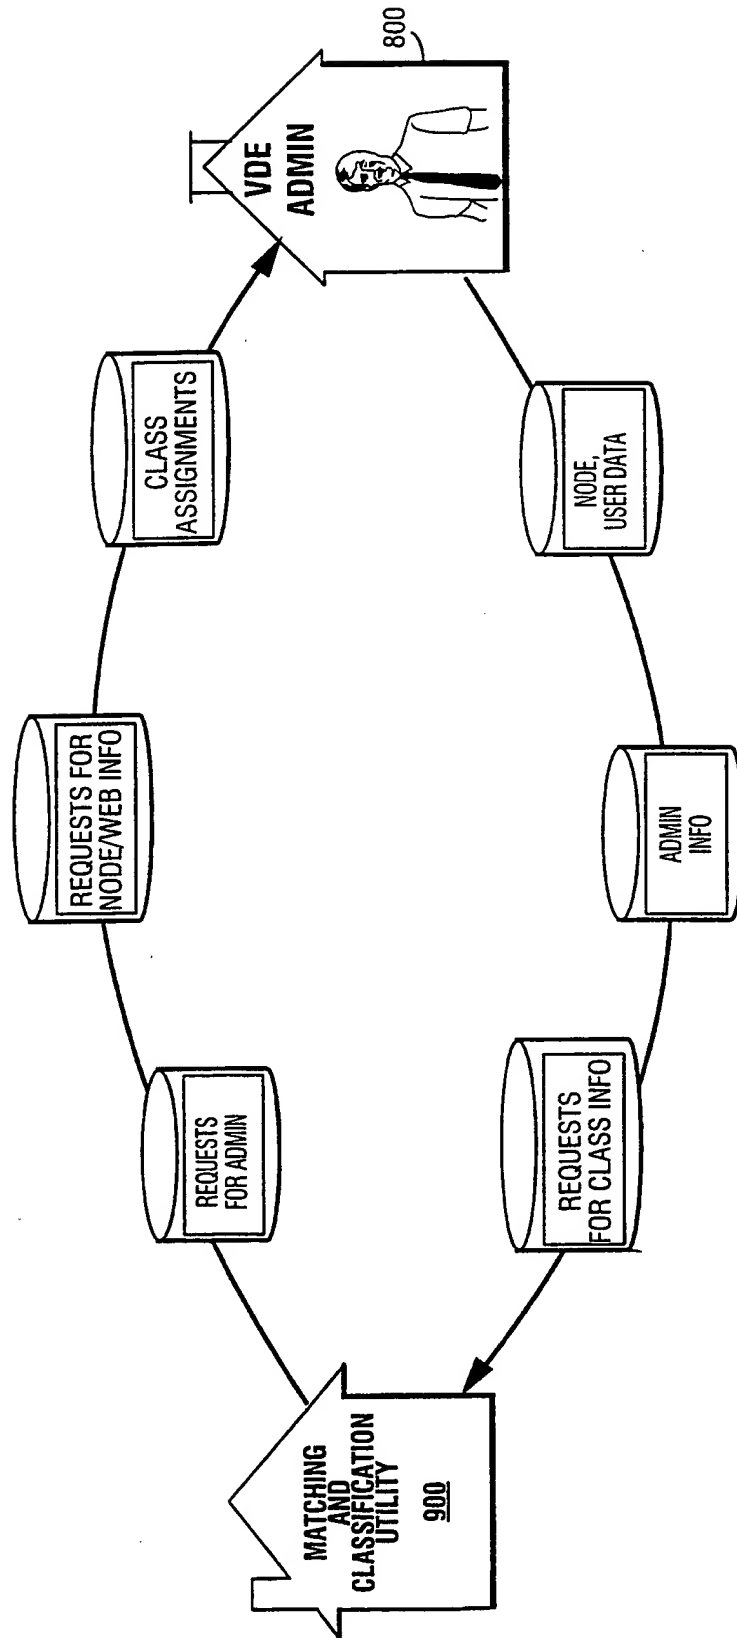 MATCHING
AND
CLASSIFICATION
UTILITY
900
REQUESTS
FOR ADMIN
REQUESTS FOR
NODE/WEB INFO
CLASS
ASSIGNMENTS
VDE
ADMIN
800
NODE,
USER DATA
ADMIN
INFO
REQUESTS
FOR CLASS INFO